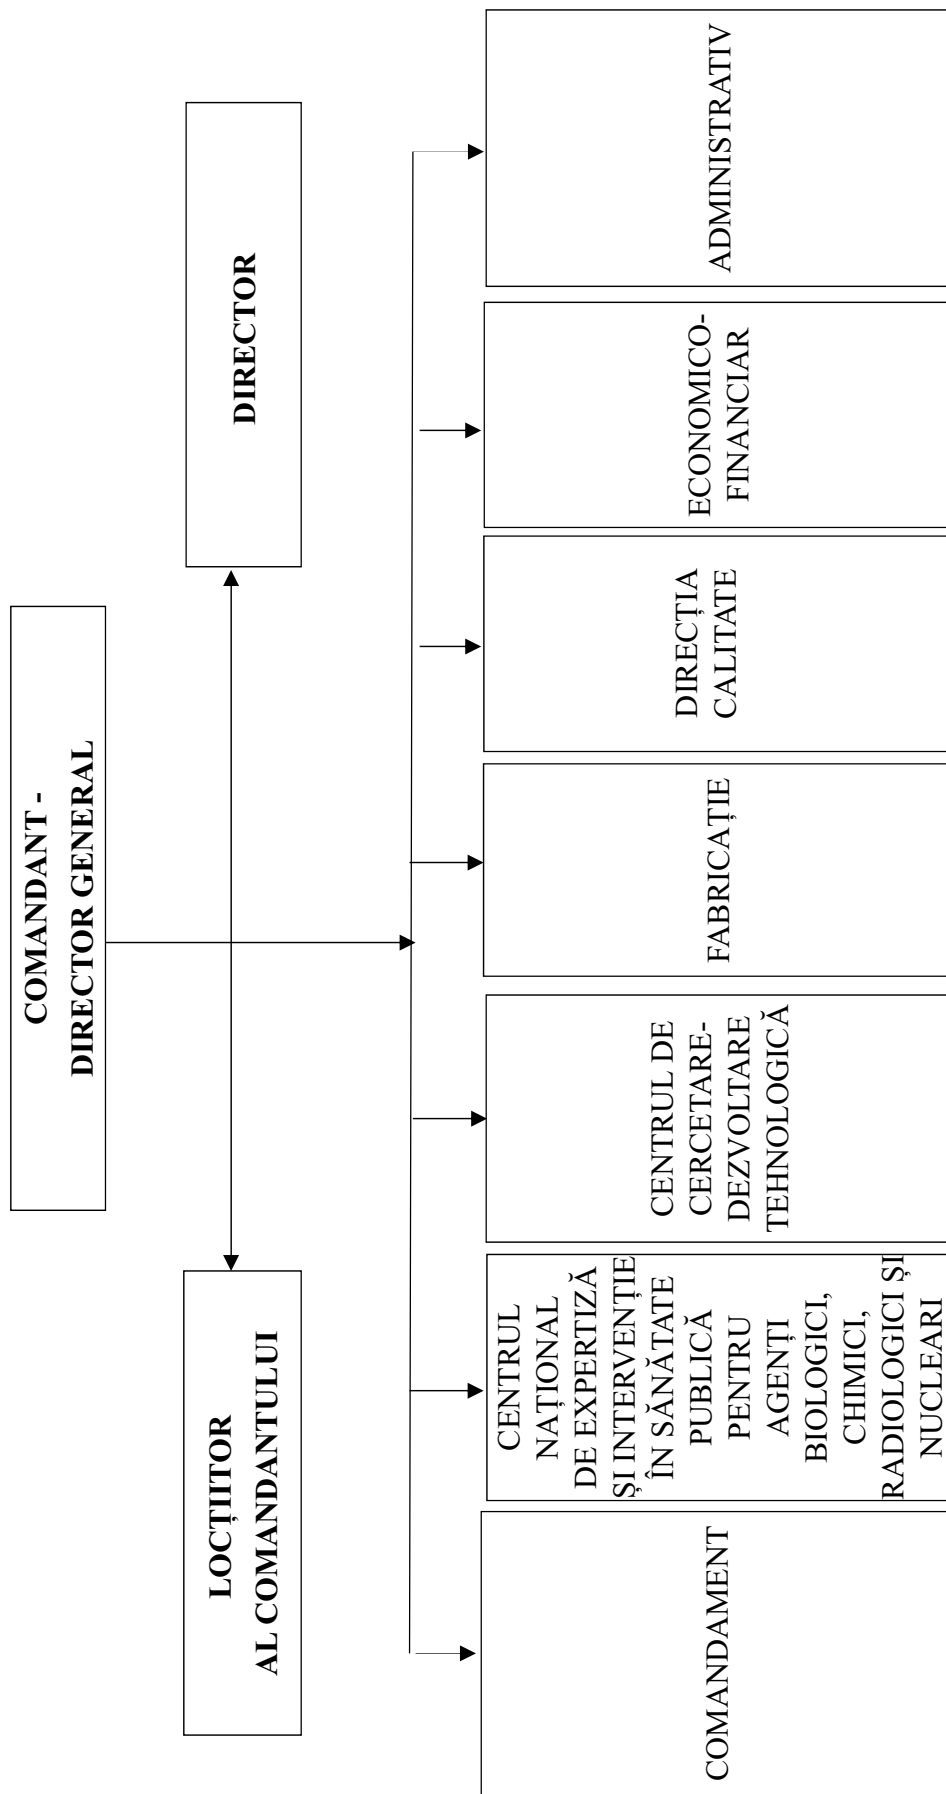 COMANDANT -
DIRECTOR GENERAL
LOCȚIITOR
AL COMANDANTULUI
DIRECTOR
COMANDAMENT
CENTRUL
NAȚIONAL
DE EXPERTIZĂ
ȘI INTERVENȚIE
ÎN SĂNĂTATE
PUBLICĂ
PENTRU
AGENȚI
BIOLOGICI,
CHIMICI,
RADIOLOGICI ȘI
NUCLEARI
CENTRUL DE
CERCETARE-
DEZVOLTARE
TEHNOLOGICĂ
FABRICAȚIE
DIRECȚIA
CALITATE
ECONOMICO-
FINANCIAR
ADMINISTRATIV